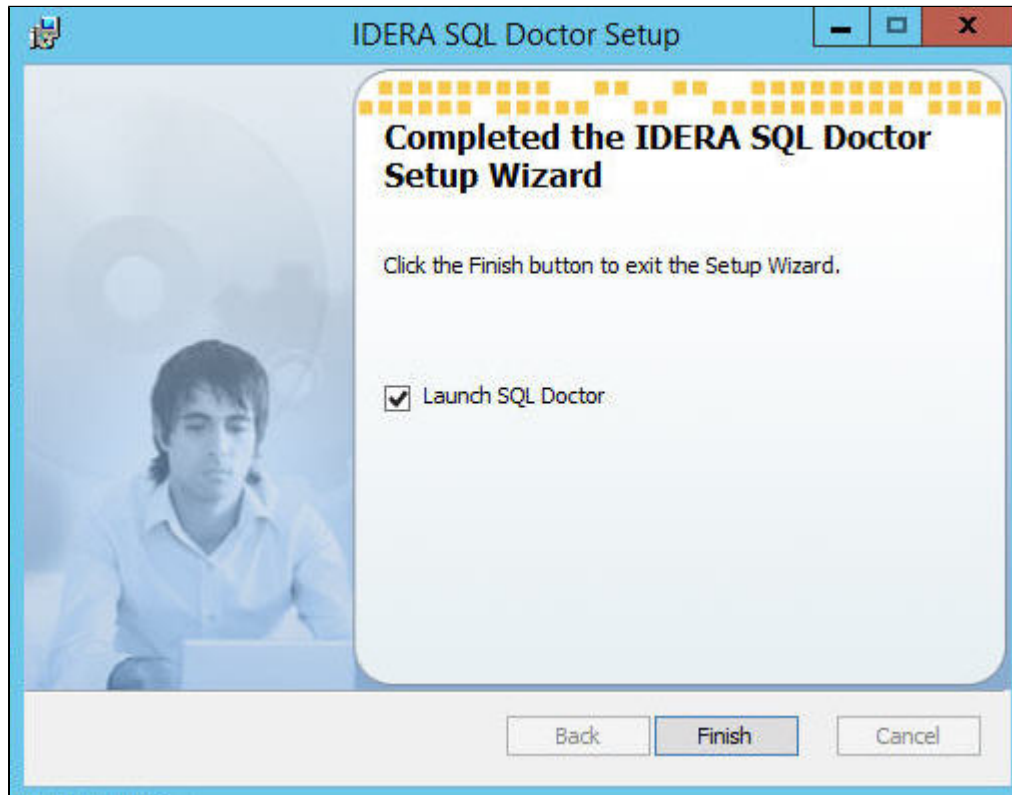 IDERA SQL Doctor Setup
Completed the IDERA SQL Doctor
Setup Wizard
Click the Finish button to exit the Setup Wizard.
Launch SQL Doctor
Back Finish Cancel